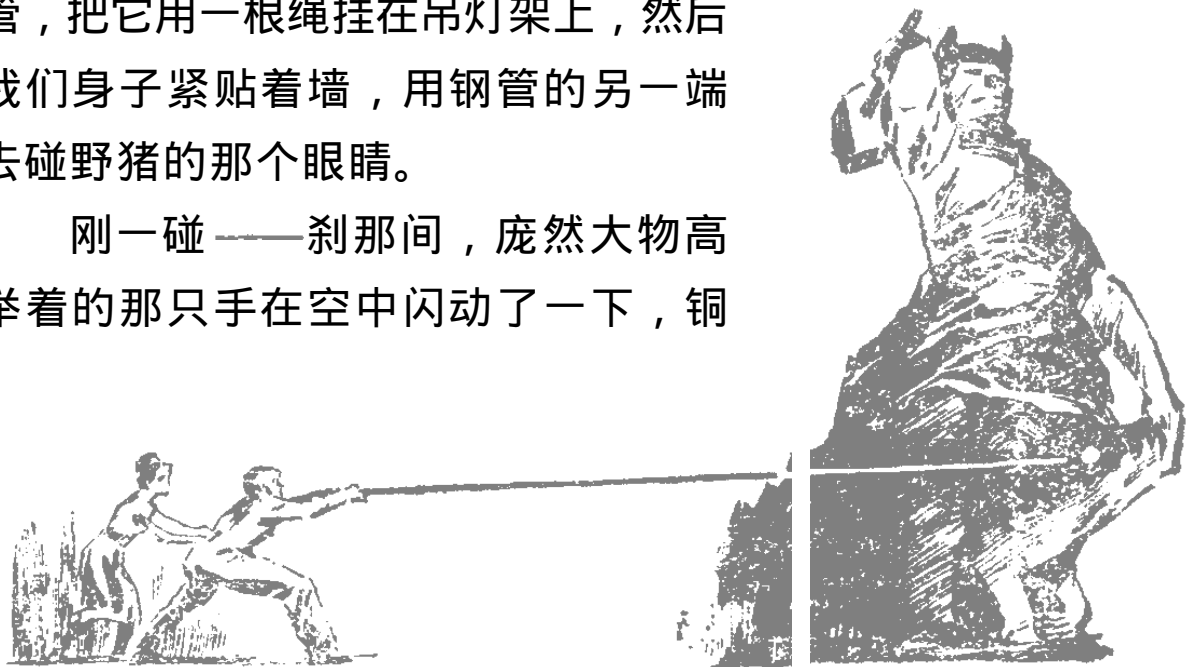 管，把它用一根绳挂在吊灯架上，然后
我们身子紧贴着墙，用钢管的另一端
去碰野猪的那个眼睛。
刚一碰——刹那间，庞然大物高
举着的那只手在空中闪动了一下，铜